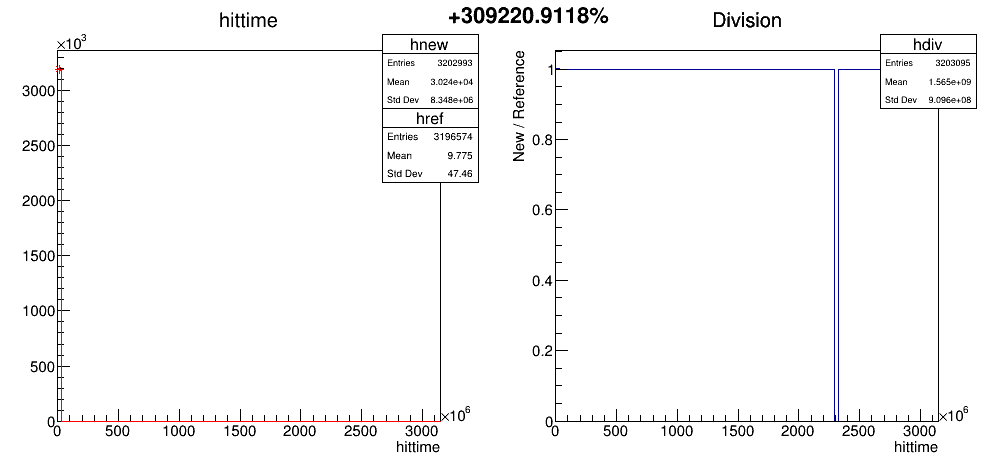 +309220.9118%
hittime
×10³
hnew
Entries 3202993
Mean 3.024e+04
Std Dev 8.348e+06
href
Entries 3196574
Mean 9.775
Std Dev 47.46
3000
2500
2000
1500
1000
500
0
0 500 1000 1500 2000 2500 3000
×10⁶
hittime
Division
hdiv
Entries 3203095
Mean 1.565e+09
Std Dev 9.096e+08
New / Reference
1
0.8
0.6
0.4
0.2
0
0 500 1000 1500 2000 2500 3000
×10⁶
hittime